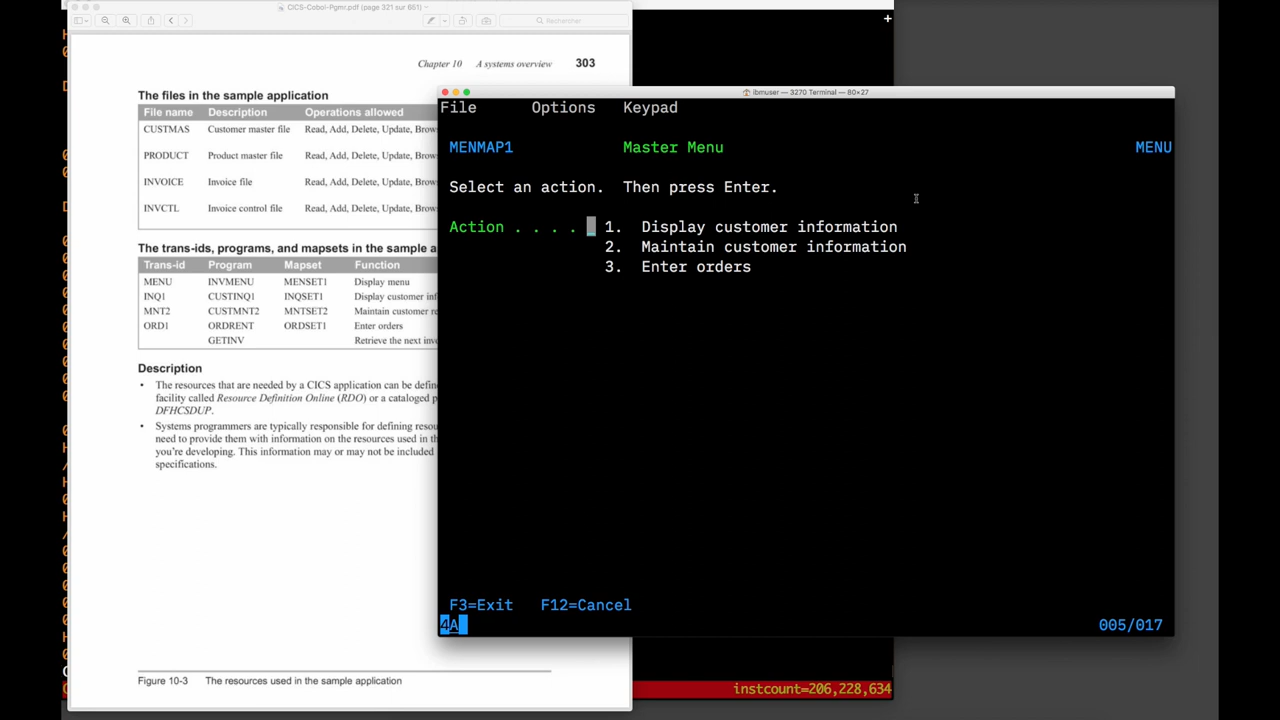 CICS-Cobol-Pgmr.pdf (page 321 sur 651)
Rechercher
Chapter 10 A systems overview 303
The files in the sample application
File name Description Operations allowed
CUSTMAS Customer master file Read, Add, Delete, Update, Brow
PRODUCT Product master file Read, Add, Delete, Update, Brow
INVOICE Invoice file Read, Add, Delete, Update, Brow
INVCTL Invoice control file Read, Add, Delete, Update, Brow
The trans-ids, programs, and mapsets in the sample a
Trans-id Program Mapset Function
MENU INVMENU MENSET1 Display menu
INQ1 CUSTINQ1 INQSET1 Display customer inf
MNT2 CUSTMNT2 MNTSET2 Maintain customer re
ORD1 ORDRENT ORDSET1 Enter orders
GETINV Retrieve the next invo
Description
• The resources that are needed by a CICS application can be defin
facility called Resource Definition Online (RDO) or a cataloged p
DFHCSDUP.
• Systems programmers are typically responsible for defining resou
need to provide them with information on the resources used in th
you're developing. This information may or may not be included
specifications.
Figure 10-3 The resources used in the sample application
ibmuser — 3270 Terminal — 80×27
File Options Keypad
MENMAP1 Master Menu MENU
Select an action. Then press Enter.
Action . . . . _ 1. Display customer information
2. Maintain customer information
3. Enter orders
F3=Exit F12=Cancel
4A 005/017
instcount=206,228,634